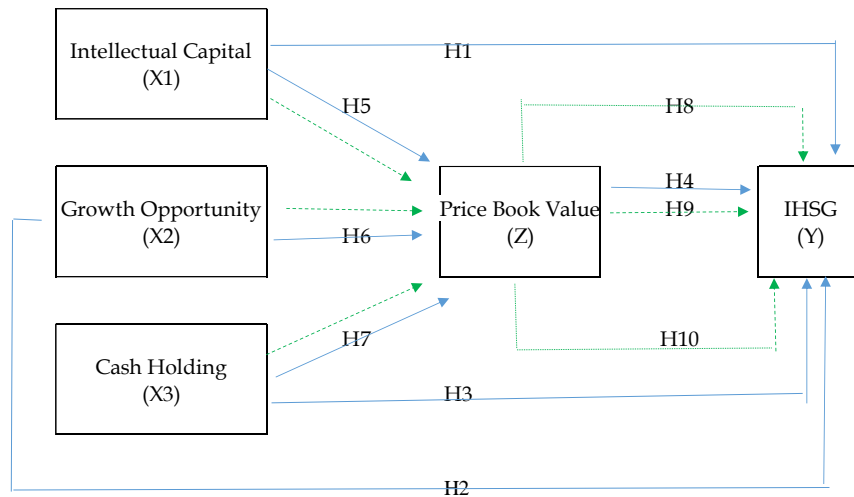 Intellectual Capital
(X1)
H1
H5
H8
Growth Opportunity
(X2)
H6
Price Book Value
(Z)
H4
H9
IHSG
(Y)
H7
H10
Cash Holding
(X3)
H3
H2